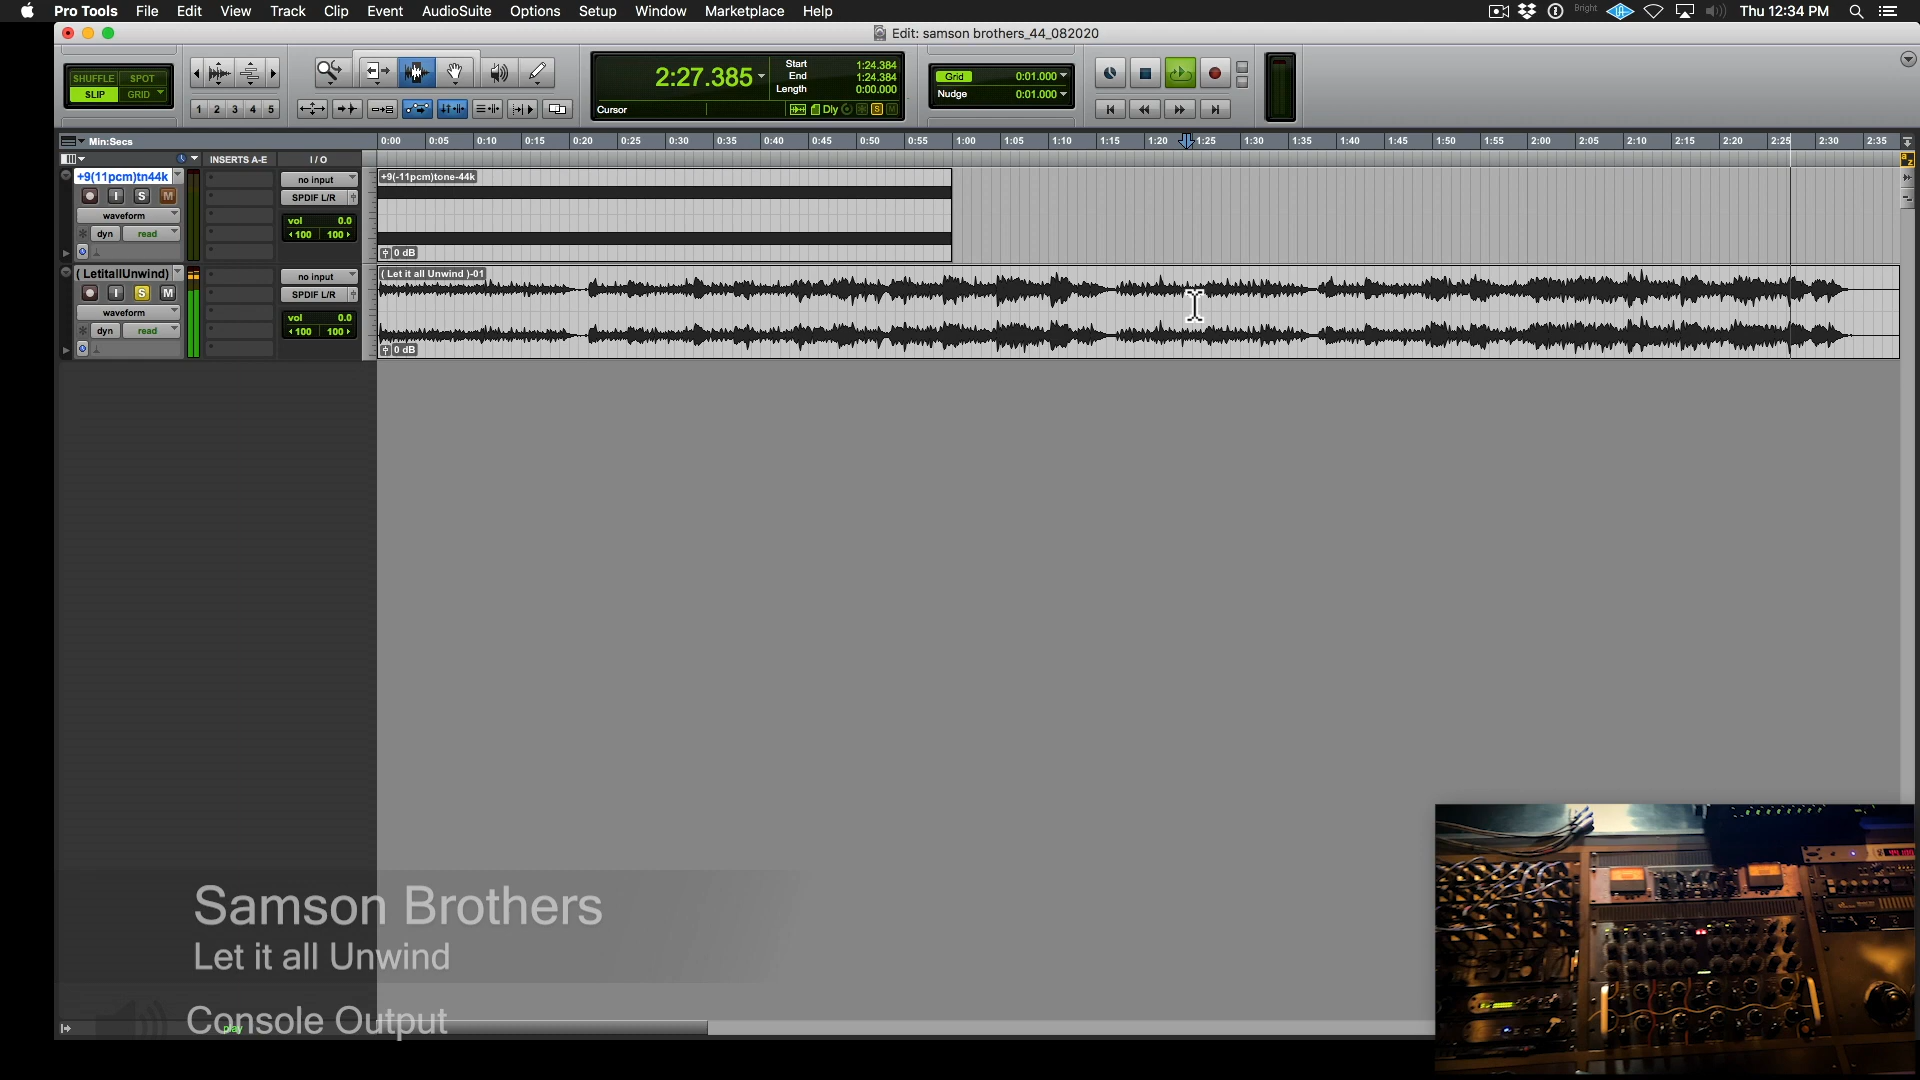 Pro Tools File Edit View Track Clip Event AudioSuite Options Setup Window Marketplace Help Bright Thu 12:34 PM
Edit: samson brothers_44_082020
SHUFFLE SPOT
SLIP GRID
1 2 3 4 5
2:27.385
Start 1:24.384
End 1:24.384
Length 0:00.000
Cursor
Dly
S
M
Grid 0:01.000
Nudge 0:01.000
Min:Secs
0:00 0:05 0:10 0:15 0:20 0:25 0:30 0:35 0:40 0:45 0:50 0:55 1:00 1:05 1:10 1:15 1:20 1:25 1:30 1:35 1:40 1:45 1:50 1:55 2:00 2:05 2:10 2:15 2:20 2:25 2:30 2:35
INSERTS A-E I / O
a z
+9(11pcm)tn44k
I S M
waveform
dyn read
no input
SPDIF L/R
vol 0.0
100 100
+9(-11pcm)tone-44k
0 dB
( LetitallUnwind)
I S M
waveform
dyn read
no input
SPDIF L/R
vol 0.0
100 100
( Let it all Unwind )-01
0 dB
Samson Brothers
Let it all Unwind
Console Output
play